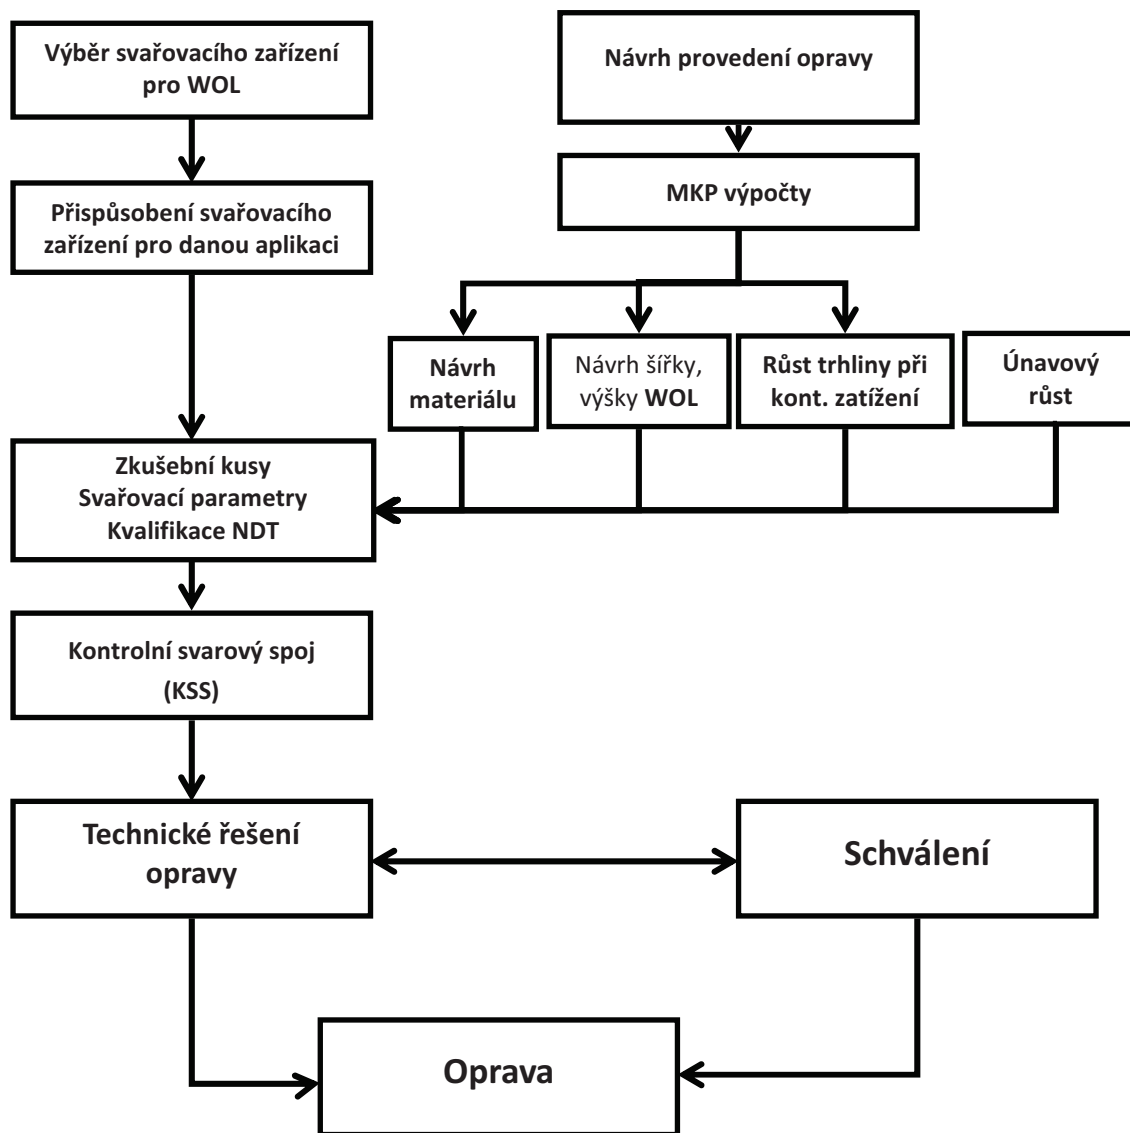 Výběr svařovacího zařízení
pro WOL
Návrh provedení opravy
MKP výpočty
Přispůsobení svařovacího
zařízení pro danou aplikaci
Návrh
materiálu
Návrh šířky,
výšky WOL
Růst trhliny při
kont. zatížení
Únavový
růst
Zkušební kusy
Svařovací parametry
Kvalifikace NDT
Kontrolní svarový spoj
(KSS)
Technické řešení
opravy
Schválení
Oprava